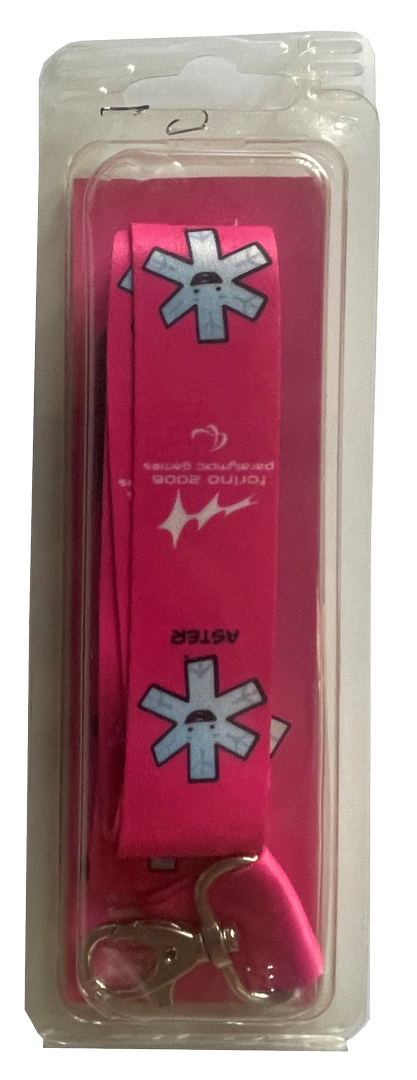 ASTER
torino 2006
paralympic games